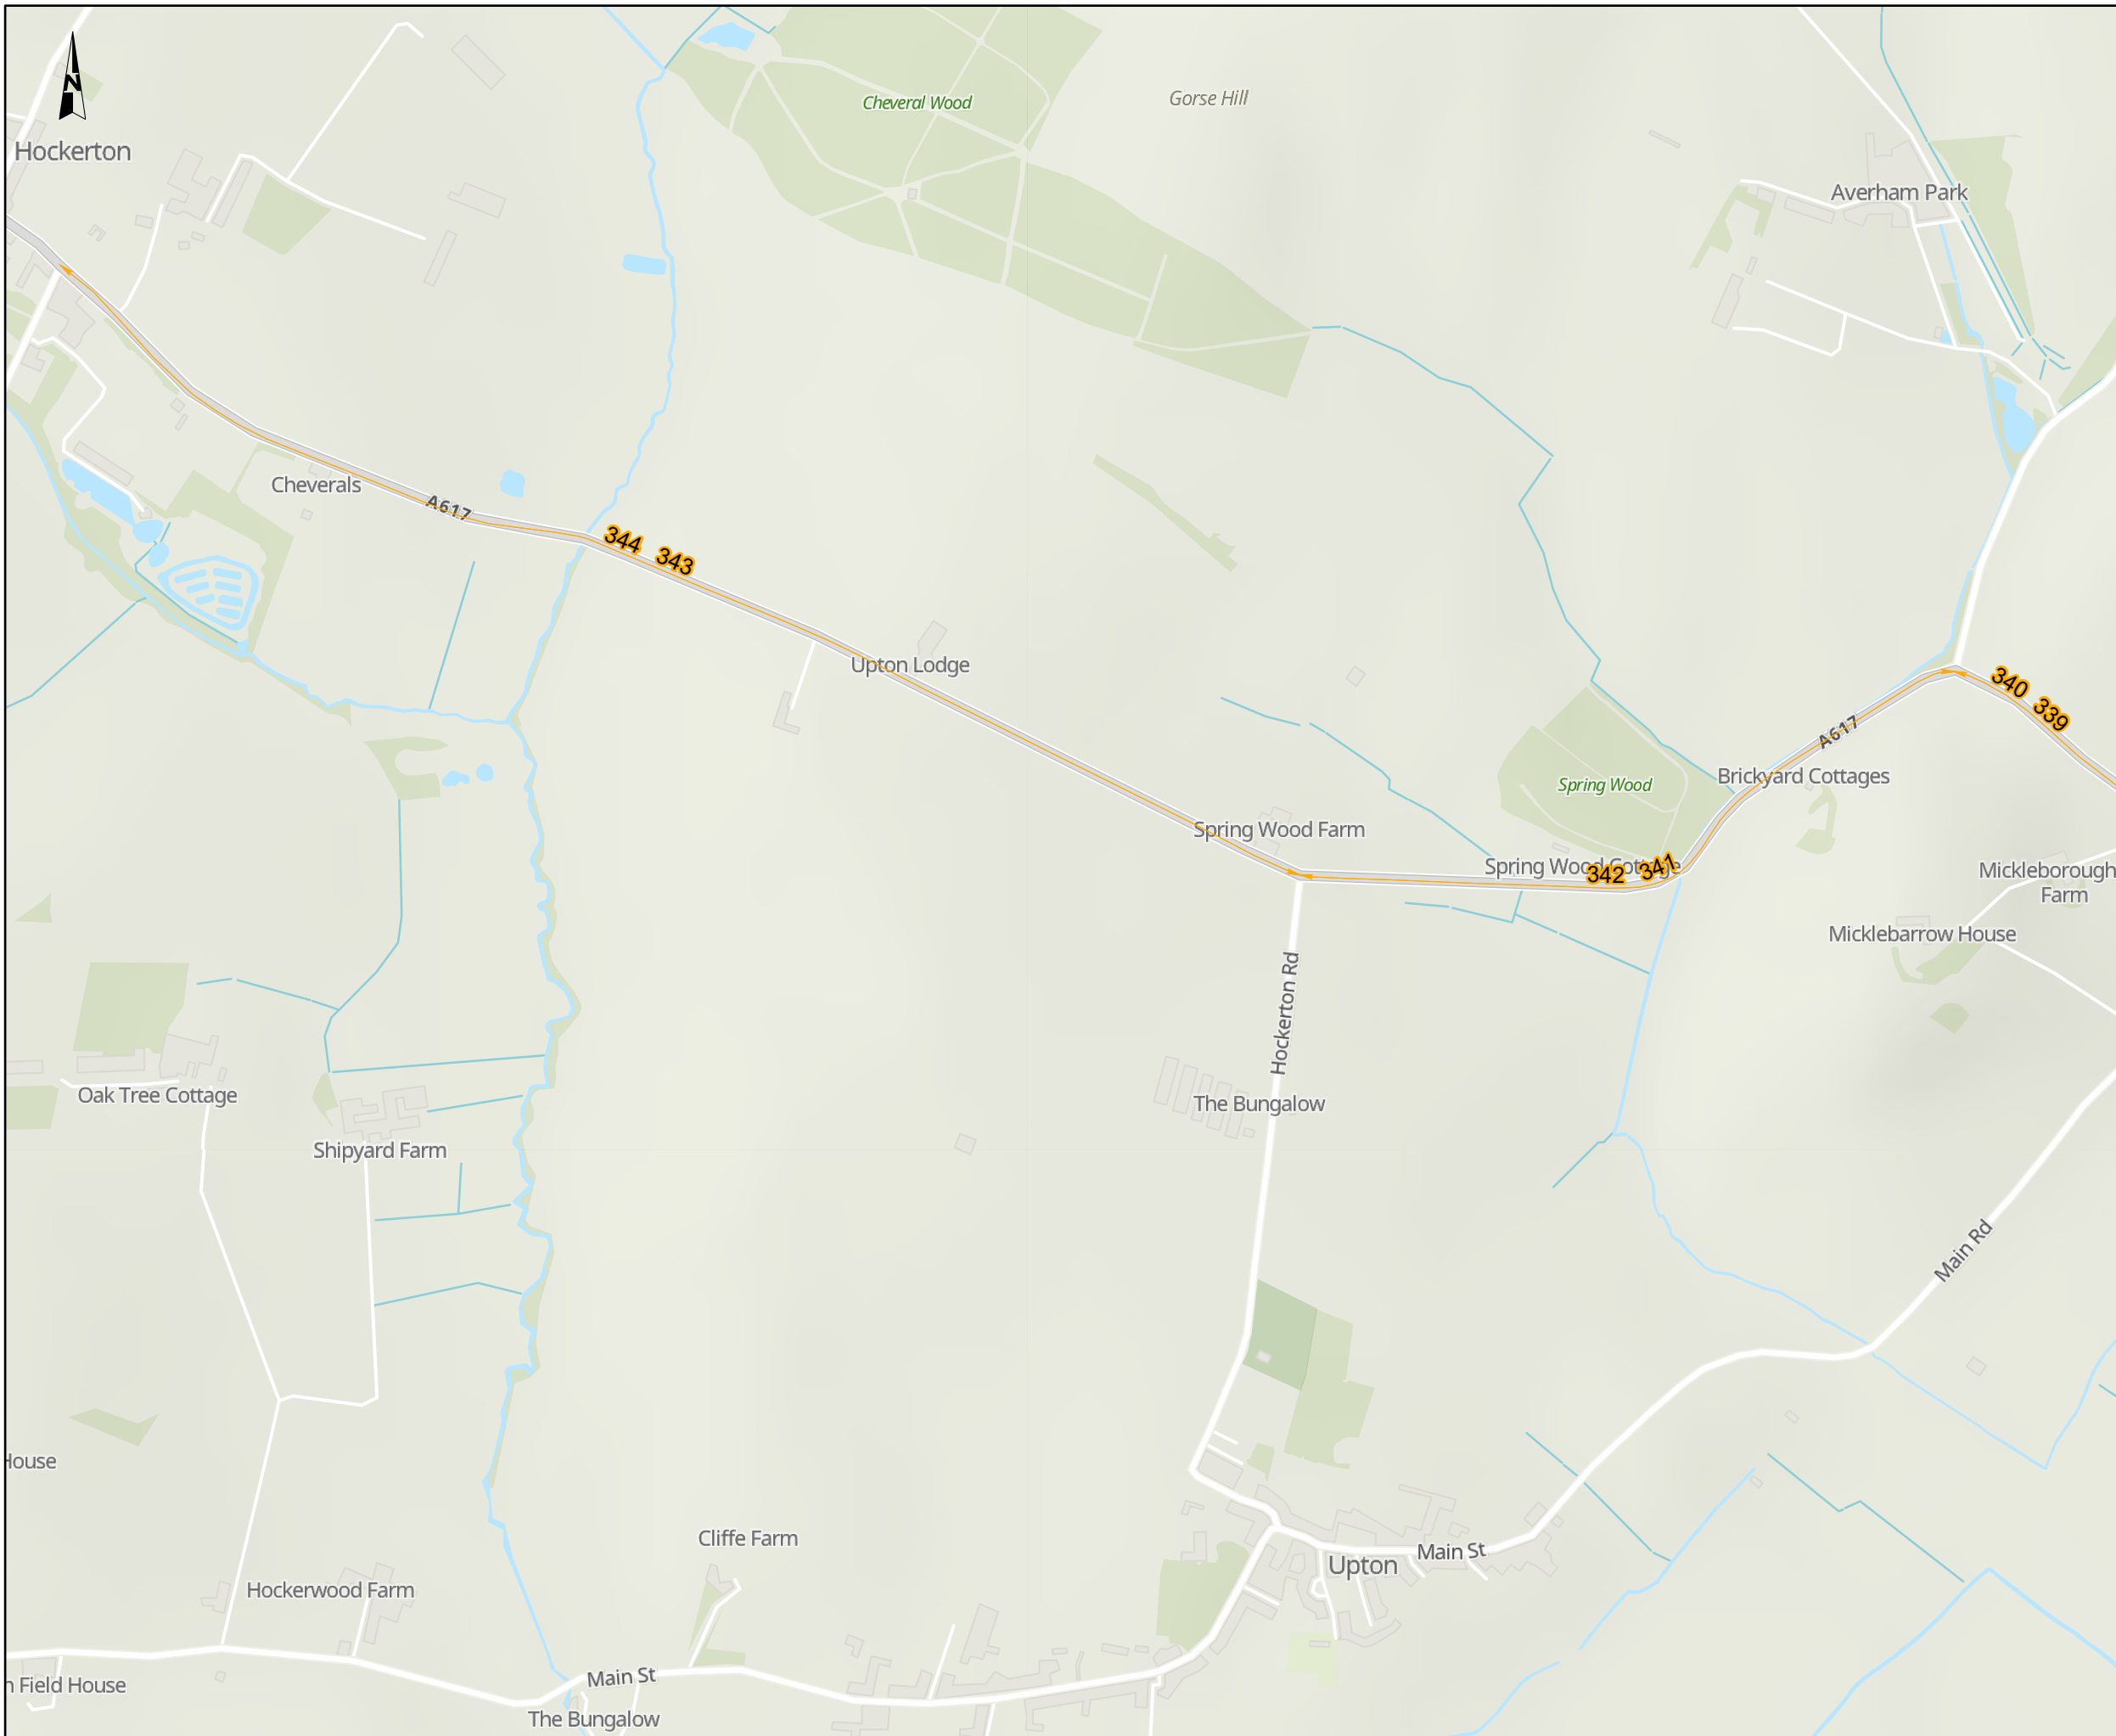 N
Cheveral Wood
Gorse Hill
Hockerton
Averham Park
Cheverals
A617
344
343
Upton Lodge
340
339
A617
Brickyard Cottages
Spring Wood
Spring Wood Farm
Spring Wood
342
341
Mickleborough
Farm
Micklebarrow House
Hockerton Rd
Oak Tree Cottage
The Bungalow
Shipyard Farm
Main Rd
House
Cliffe Farm
Main St
Upton
Hockerwood Farm
Main St
Field House
The Bungalow